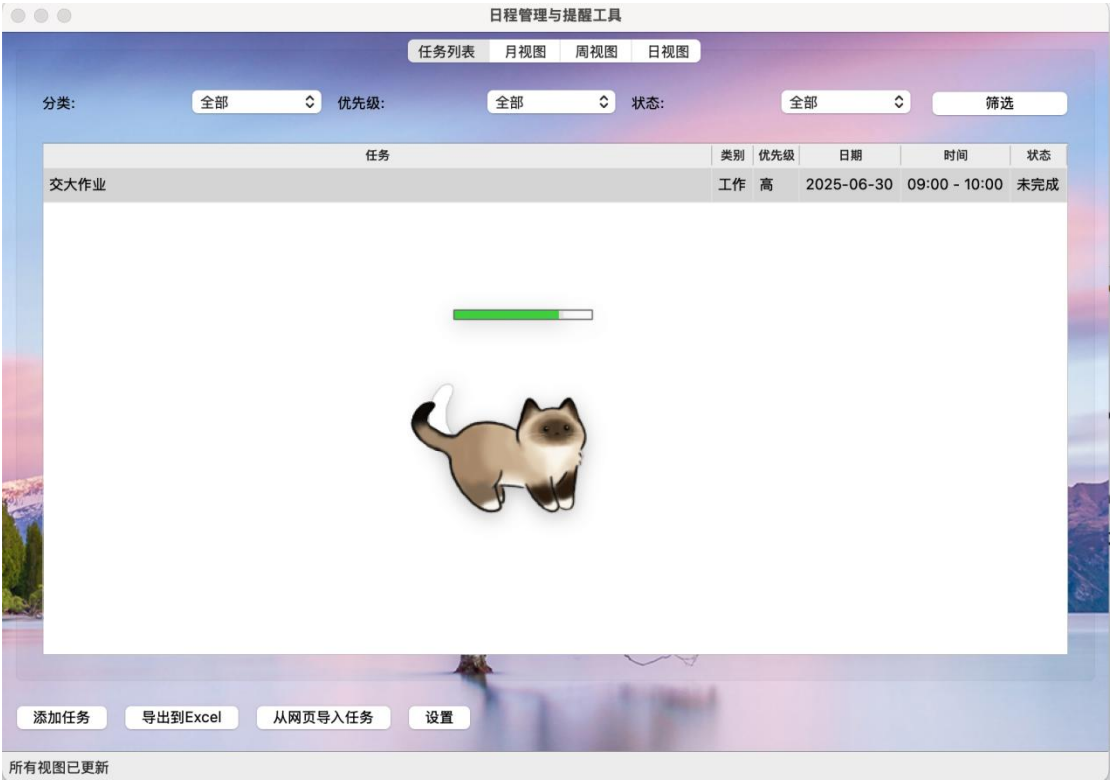 日程管理与提醒工具
任务列表 月视图 周视图 日视图
分类: 全部 优先级: 全部 状态: 全部 筛选
任务 类别 优先级 日期 时间 状态
交大作业 工作 高 2025-06-30 09:00 - 10:00 未完成
添加任务 导出到Excel 从网页导入任务 设置
所有视图已更新